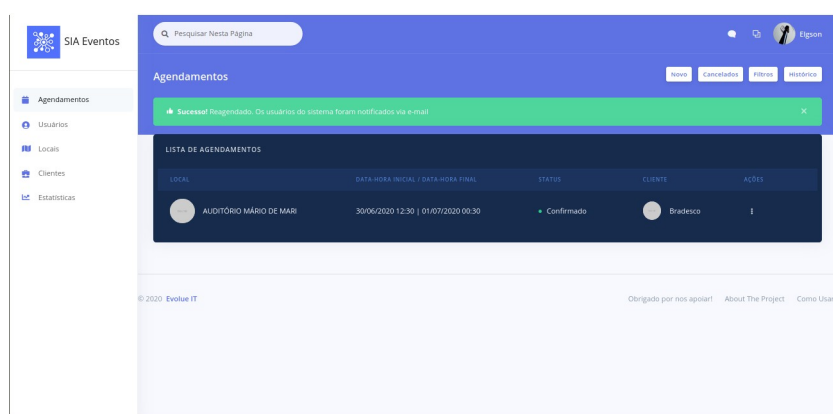 SIA Eventos
Pesquisar Nesta Página
Elgson
Agendamentos
Novo
Cancelados
Filtros
Histórico
Agendamentos
Usuários
Locais
Clientes
Estatísticas
Sucesso! Reagendado. Os usuários do sistema foram notificados via e-mail
LISTA DE AGENDAMENTOS
LOCAL DATA-HORA INICIAL / DATA-HORA FINAL STATUS CLIENTE AÇÕES
AUDITÓRIO MÁRIO DE MARI 30/06/2020 12:30 | 01/07/2020 00:30 Confirmado Bradesco
© 2020 Evolue IT
Obrigado por nos apoiar! About The Project Como Usar